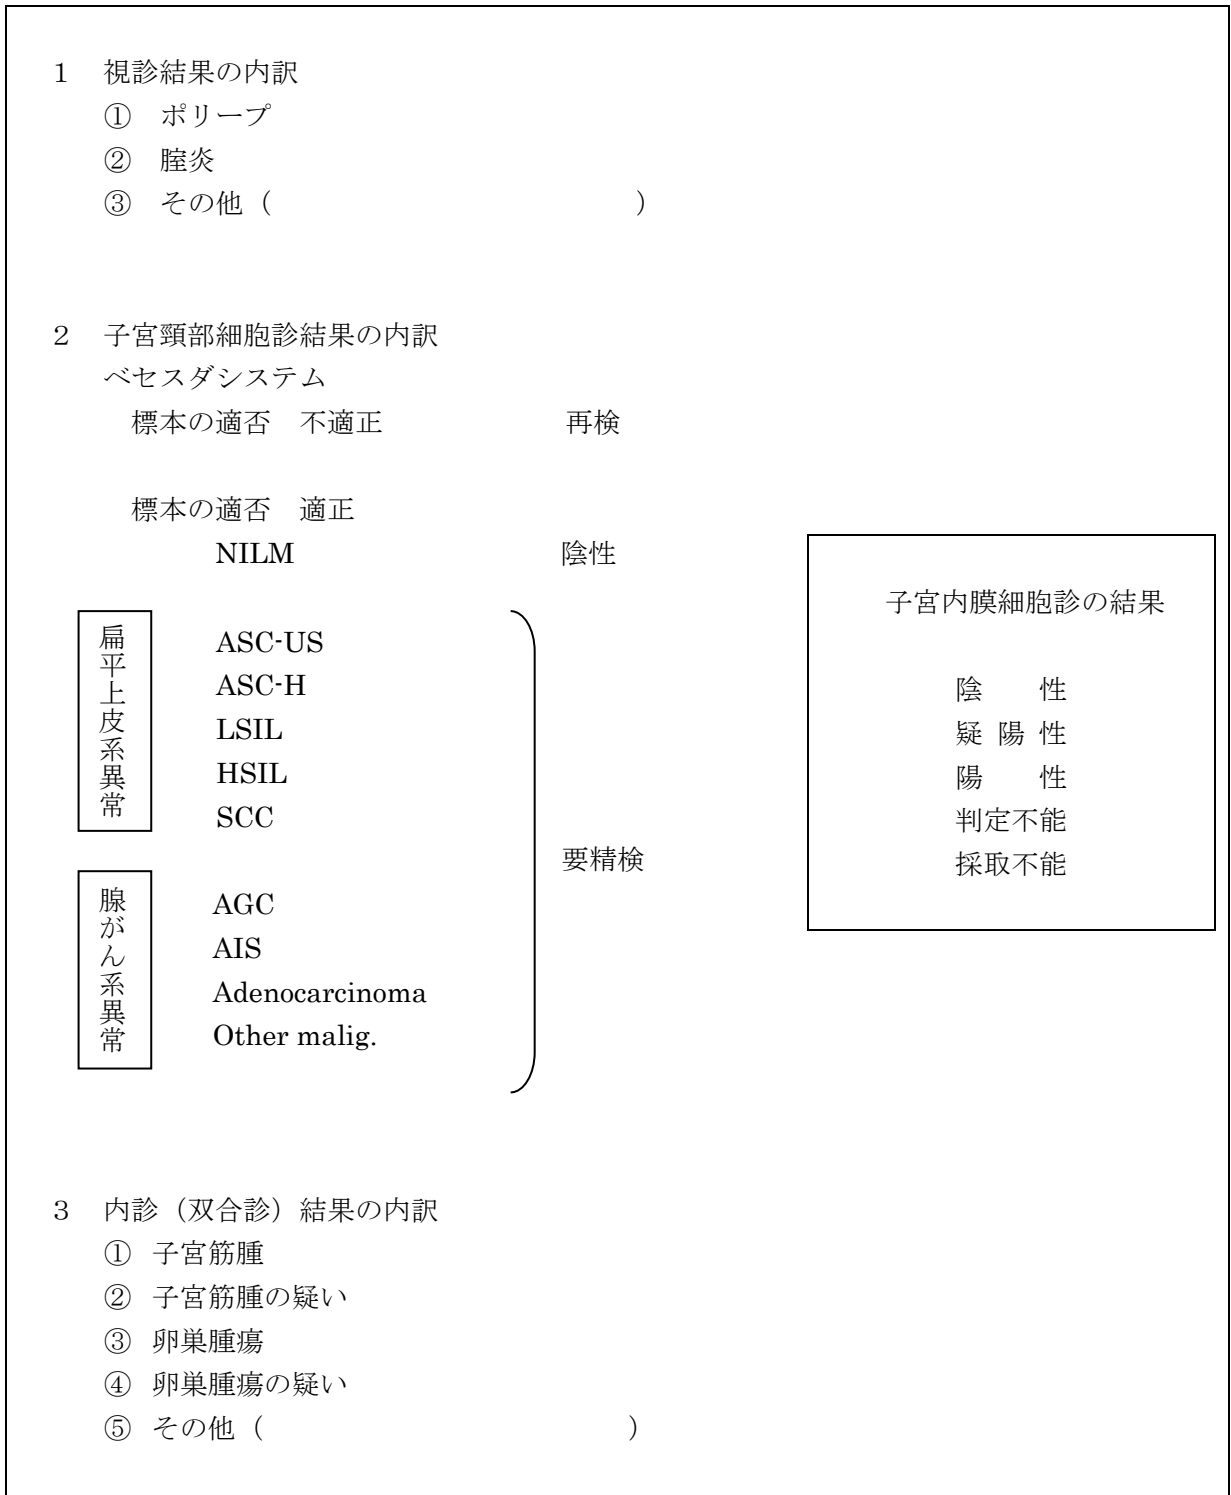 1 視診結果の内訳
① ポリープ
② 腟炎
③ その他（ ）
2 子宮頸部細胞診結果の内訳
ベセスダシステム
標本の適否 不適正 再検
標本の適否 適正
NILM 陰性
扁平上皮系異常
ASC-US
ASC-H
LSIL
HSIL
SCC
腺がん系異常
AGC
AIS
Adenocarcinoma
Other malig.
要精検
子宮内膜細胞診の結果
陰 性
疑 陽 性
陽 性
判定不能
採取不能
3 内診（双合診）結果の内訳
① 子宮筋腫
② 子宮筋腫の疑い
③ 卵巣腫瘍
④ 卵巣腫瘍の疑い
⑤ その他（ ）